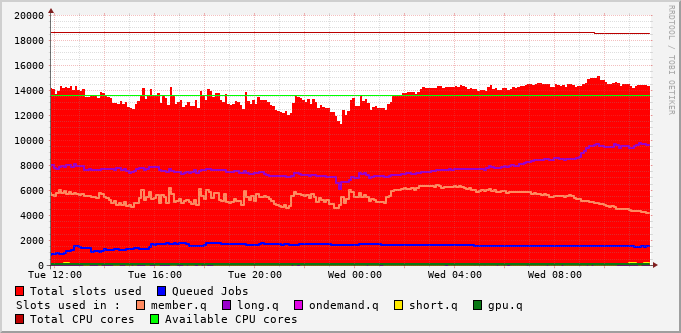 20000
18000
16000
14000
12000
10000
8000
6000
4000
2000
0
Tue 12:00 Tue 16:00 Tue 20:00 Wed 00:00 Wed 04:00 Wed 08:00
RRDTOOL / TOBI OETIKER
Total slots used Queued Jobs
Slots used in : member.q long.q ondemand.q short.q gpu.q
Total CPU cores Available CPU cores